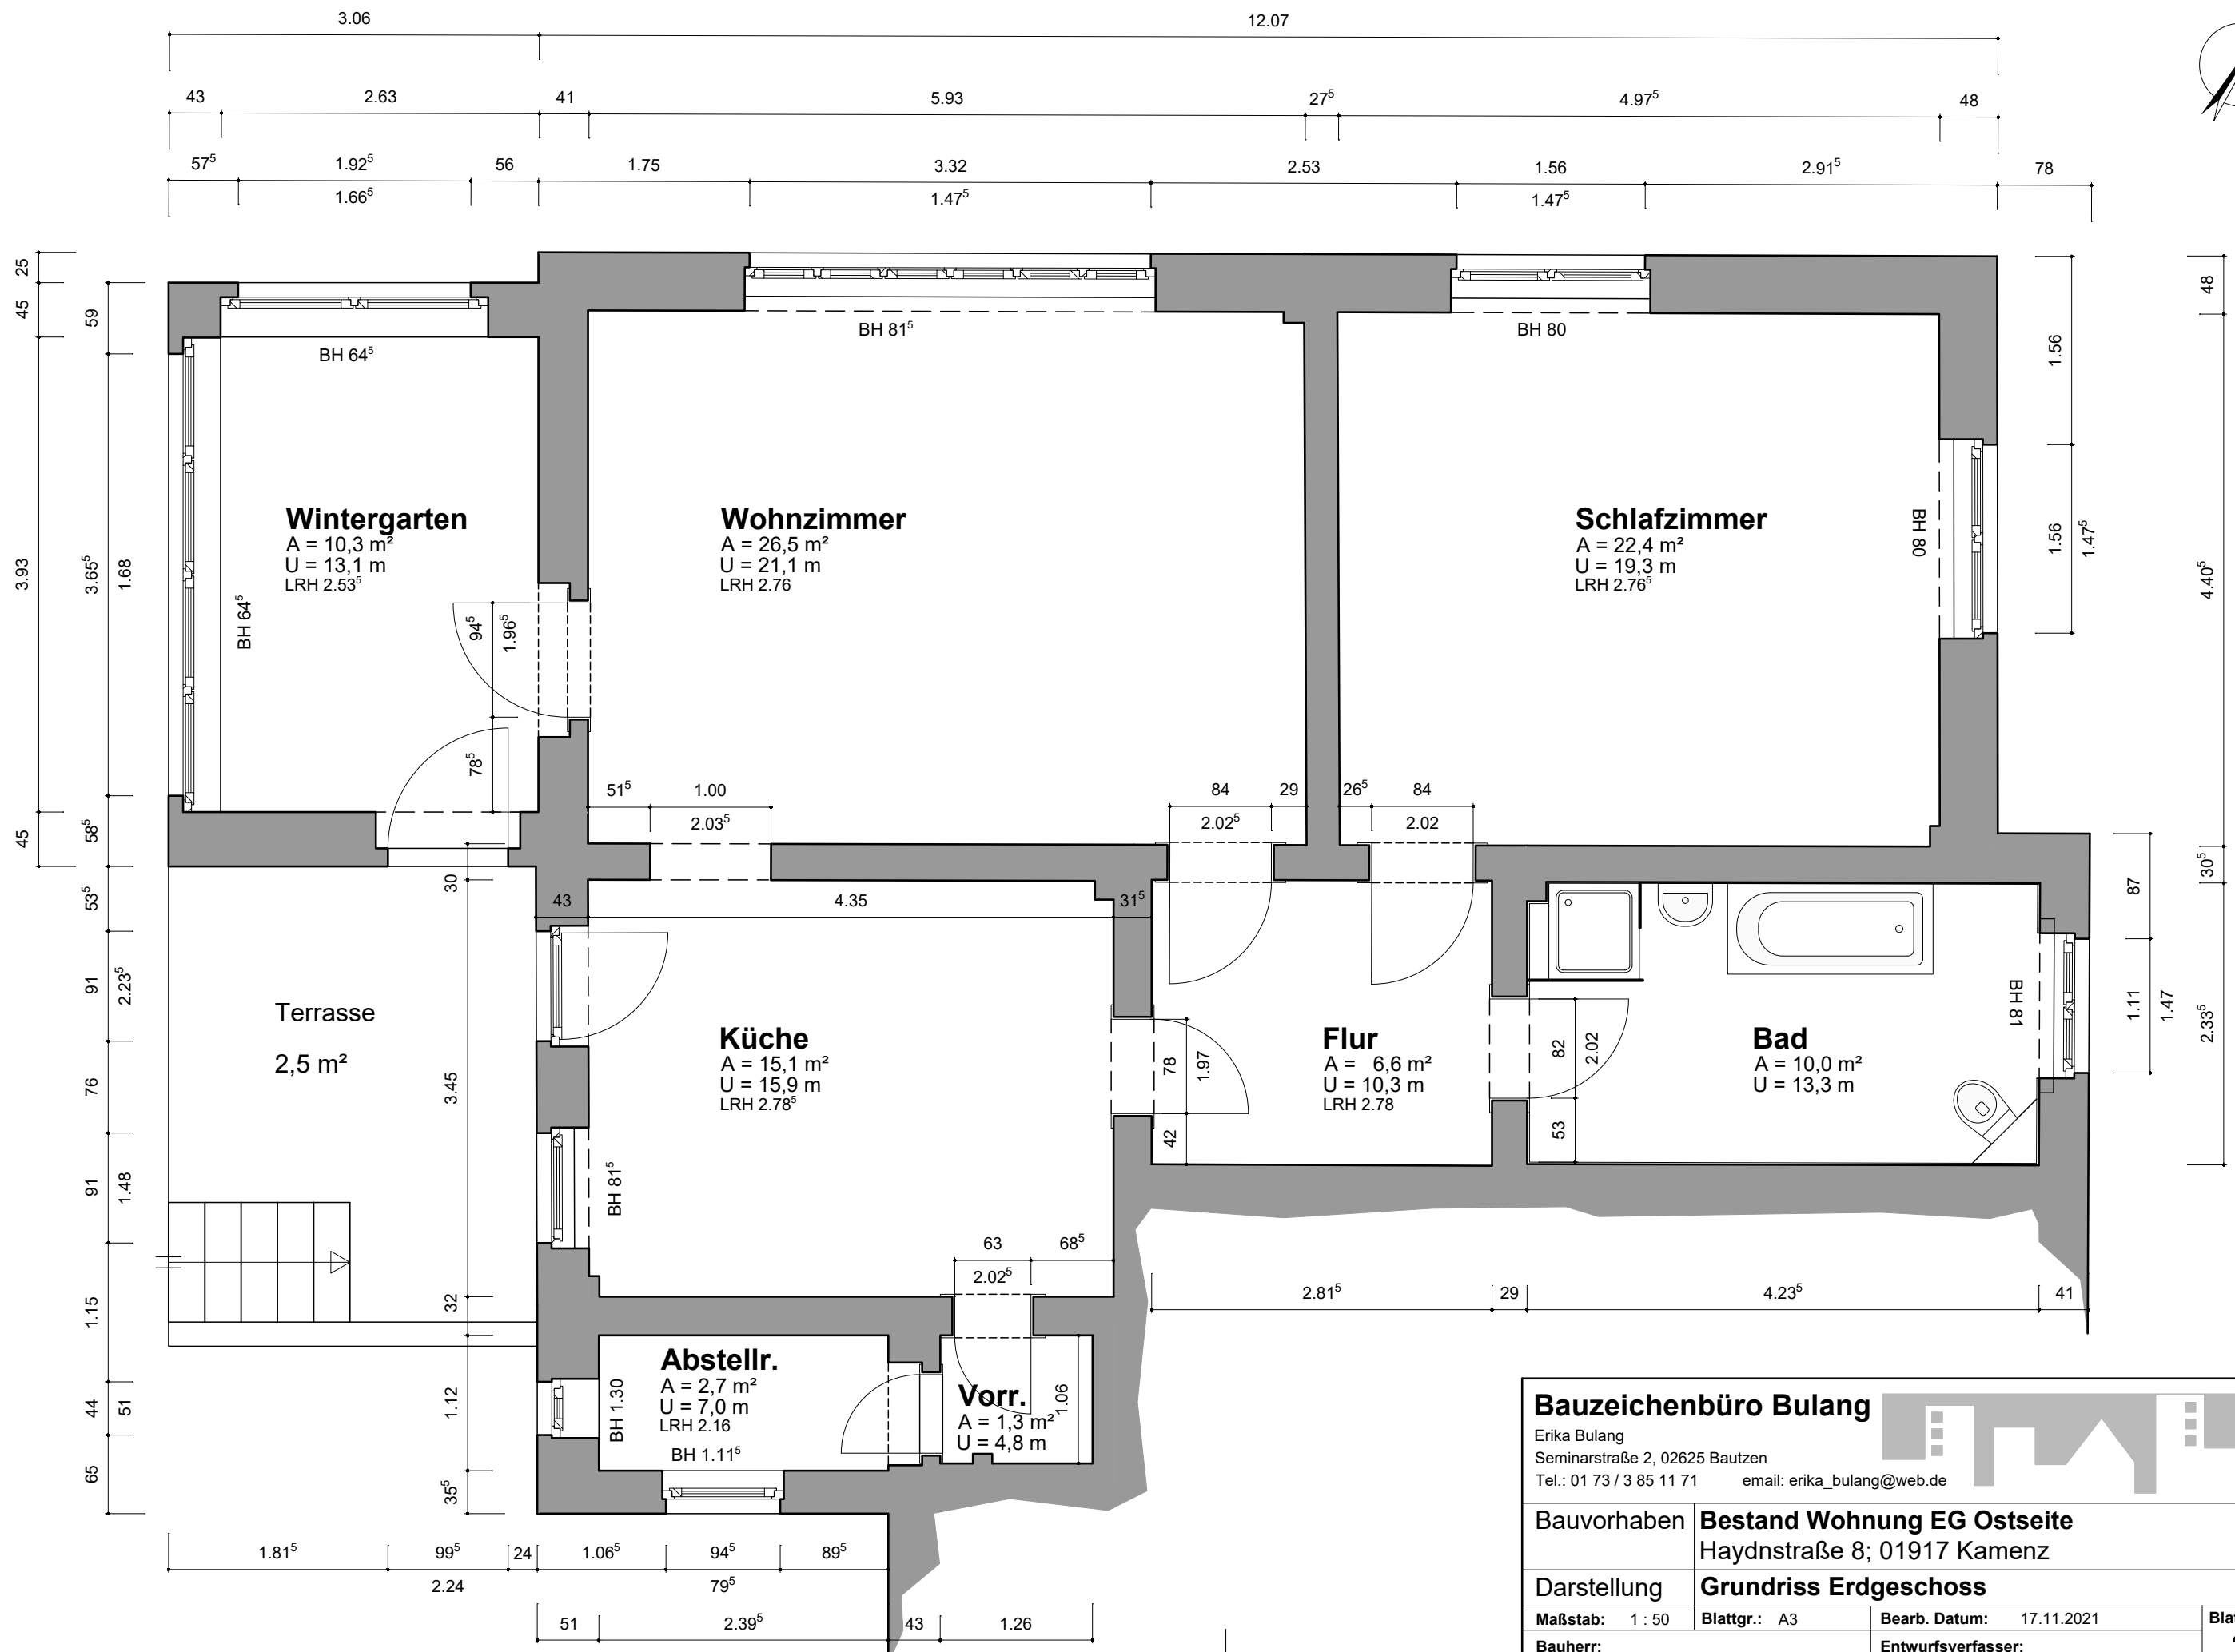 3.06
12.07
43
2.63
41
5.93
27⁵
4.97⁵
48
57⁵
1.92⁵
56
1.75
3.32
2.53
1.56
2.91⁵
78
1.66⁵
1.47⁵
1.47⁵
25
45
3.93
45
59
3.65⁵
1.68
58⁵
53⁵
91
2.23⁵
76
91
1.48
1.15
44
51
65
BH 64⁵
BH 81⁵
BH 80
Wintergarten
A = 10,3 m²
U = 13,1 m
LRH 2.53⁵
BH 64⁵
94⁵
1.96⁵
78⁵
Wohnzimmer
A = 26,5 m²
U = 21,1 m
LRH 2.76
Schlafzimmer
A = 22,4 m²
U = 19,3 m
LRH 2.76⁵
BH 80
1.56
1.56
1.47⁵
48
4.40⁵
30⁵
2.33⁵
87
1.11
1.47
51⁵
1.00
2.03⁵
84
29
2.02⁵
26⁵
84
2.02
30
43
4.35
31⁵
3.45
32
1.12
35⁵
Terrasse
2,5 m²
Küche
A = 15,1 m²
U = 15,9 m
LRH 2.78⁵
BH 81⁵
78
1.97
42
Flur
A = 6,6 m²
U = 10,3 m
LRH 2.78
82
2.02
53
Bad
A = 10,0 m²
U = 13,3 m
BH 81
63
68⁵
2.02⁵
2.81⁵
29
4.23⁵
41
Abstellr.
A = 2,7 m²
U = 7,0 m
LRH 2.16
BH 1.30
BH 1.11⁵
Vorr.
A = 1,3 m²
U = 4,8 m
1.06
1.81⁵
99⁵
24
1.06⁵
94⁵
89⁵
2.24
79⁵
51
2.39⁵
43
1.26
Bauzeichenbüro Bulang
Erika Bulang
Seminarstraße 2, 02625 Bautzen
Tel.: 01 73 / 3 85 11 71 email: erika_bulang@web.de
Bauvorhaben Bestand Wohnung EG Ostseite
Haydnstraße 8; 01917 Kamenz
Darstellung Grundriss Erdgeschoss
Maßstab: 1 : 50 Blattgr.: A3 Bearb. Datum: 17.11.2021
Bauherr: Entwurfsverfasser: